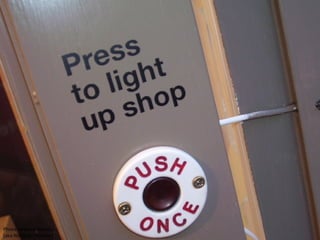 Press
to light
up shop
PUSH
ONCE